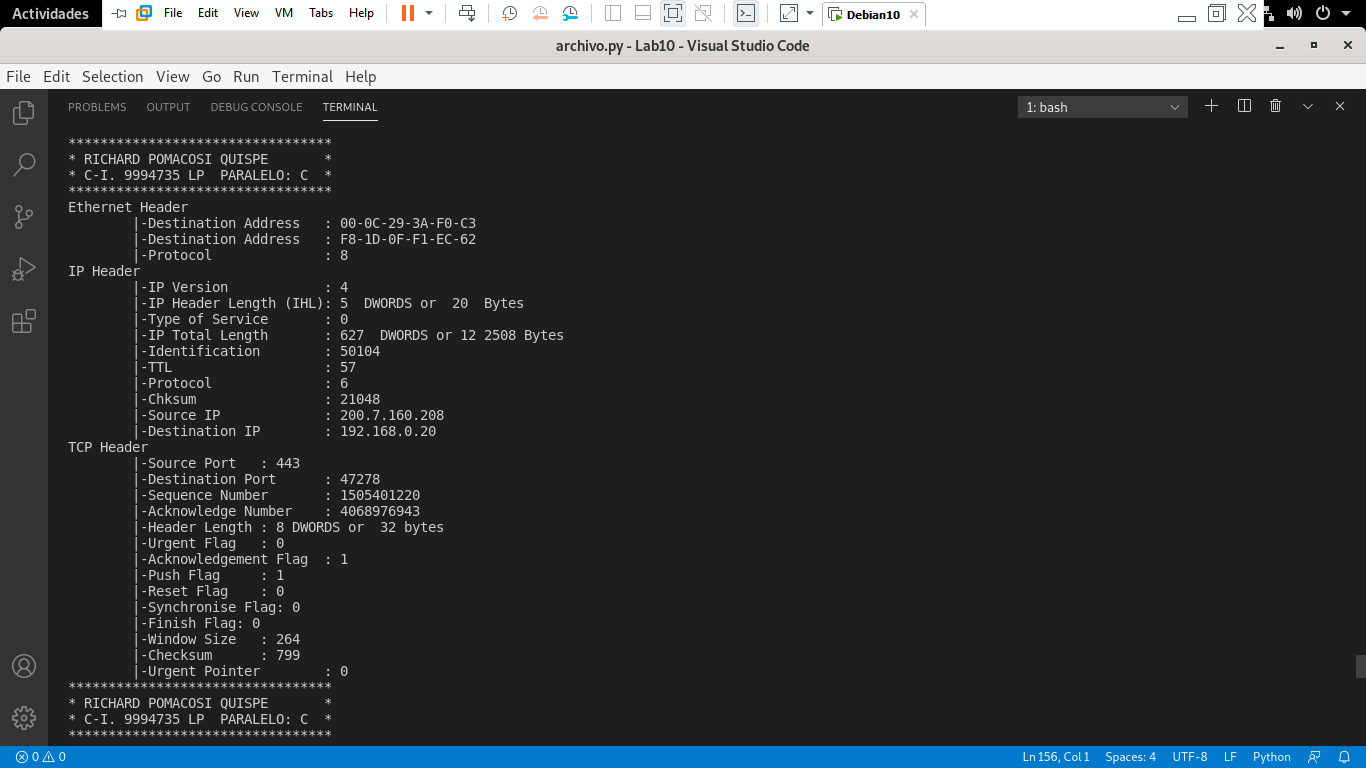 Actividades File Edit View VM Tabs Help Debian10
archivo.py - Lab10 - Visual Studio Code
File Edit Selection View Go Run Terminal Help
PROBLEMS OUTPUT DEBUG CONSOLE TERMINAL 1: bash
*********************************
* RICHARD POMACOSI QUISPE       *
* C-I. 9994735 LP  PARALELO: C  *
*********************************
Ethernet Header
        |-Destination Address   : 00-0C-29-3A-F0-C3
        |-Destination Address   : F8-1D-0F-F1-EC-62
        |-Protocol              : 8
IP Header
        |-IP Version            : 4
        |-IP Header Length (IHL): 5  DWORDS or  20  Bytes
        |-Type of Service       : 0
        |-IP Total Length       : 627  DWORDS or 12 2508 Bytes
        |-Identification        : 50104
        |-TTL                   : 57
        |-Protocol              : 6
        |-Chksum                : 21048
        |-Source IP             : 200.7.160.208
        |-Destination IP        : 192.168.0.20
TCP Header
        |-Source Port   : 443
        |-Destination Port      : 47278
        |-Sequence Number       : 1505401220
        |-Acknowledge Number    : 4068976943
        |-Header Length : 8 DWORDS or  32 bytes
        |-Urgent Flag   : 0
        |-Acknowledgement Flag  : 1
        |-Push Flag     : 1
        |-Reset Flag    : 0
        |-Synchronise Flag: 0
        |-Finish Flag: 0
        |-Window Size   : 264
        |-Checksum      : 799
        |-Urgent Pointer        : 0
*********************************
* RICHARD POMACOSI QUISPE       *
* C-I. 9994735 LP  PARALELO: C  *
*********************************
0 0 Ln 156, Col 1 Spaces: 4 UTF-8 LF Python